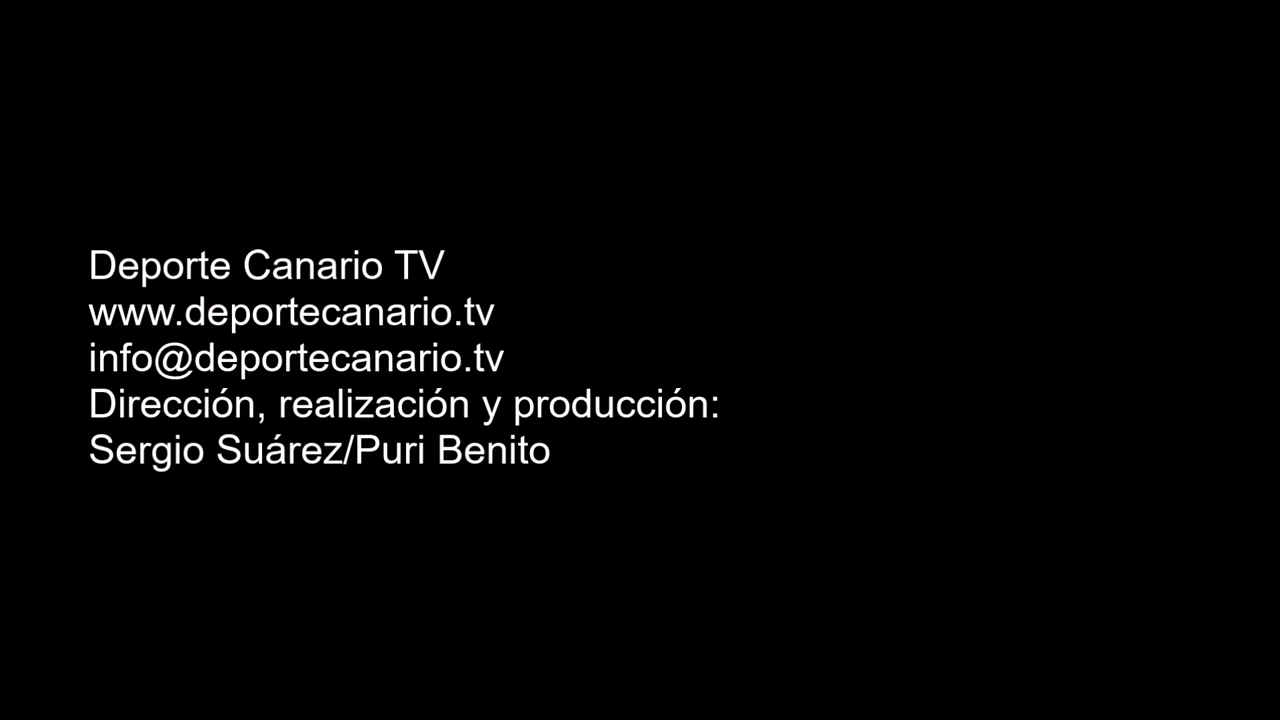 Deporte Canario TV
www.deportecanario.tv
info@deportecanario.tv
Dirección, realización y producción:
Sergio Suárez/Puri Benito